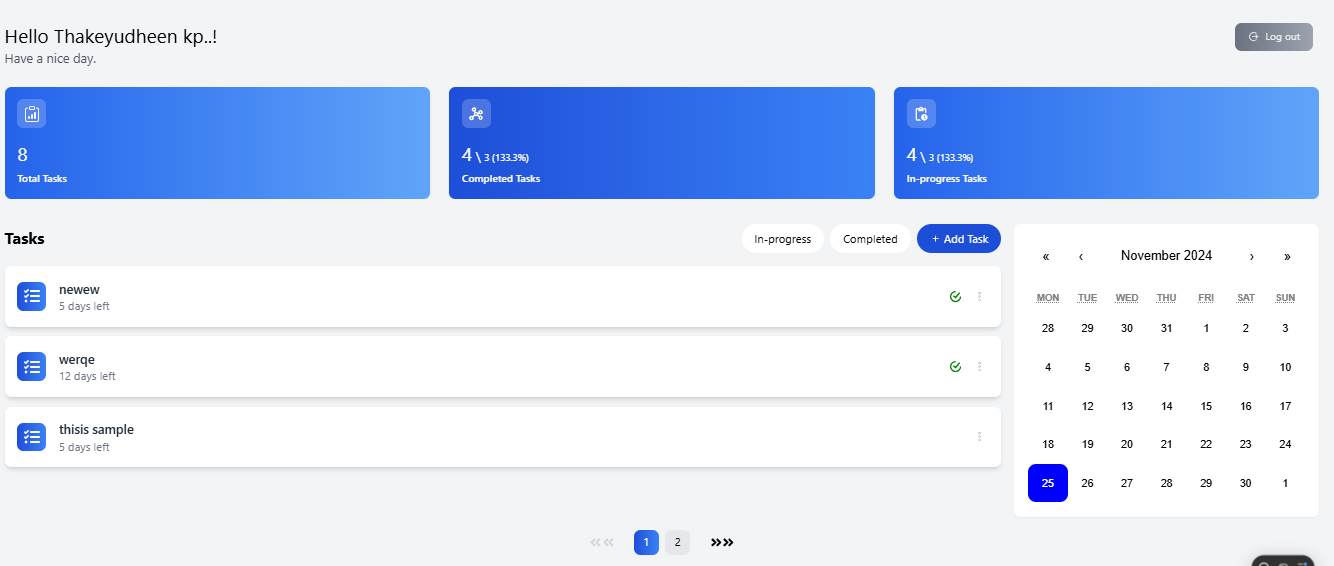 Hello Thakeyudheen kp..!
Have a nice day.
Log out
8
Total Tasks
4 \ 3 (133.3%)
Completed Tasks
4 \ 3 (133.3%)
In-progress Tasks
Tasks
In-progress
Completed
+ Add Task
newew
5 days left
werqe
12 days left
thisis sample
5 days left
« ‹ November 2024 › »
MON TUE WED THU FRI SAT SUN
28 29 30 31 1 2 3
4 5 6 7 8 9 10
11 12 13 14 15 16 17
18 19 20 21 22 23 24
25 26 27 28 29 30 1
«« 1 2 »»